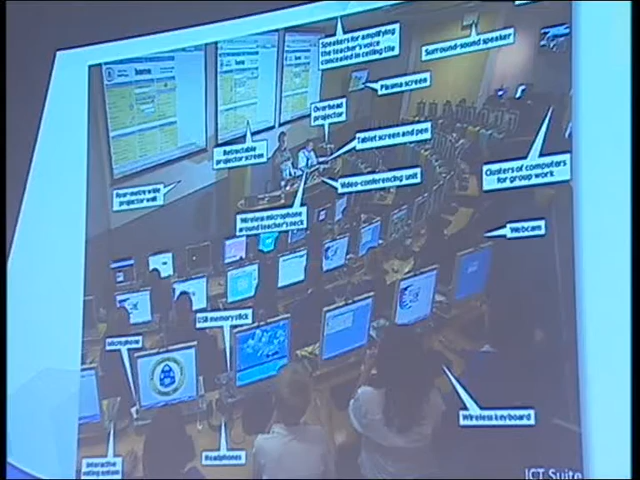 Speakers for amplifying
the teacher's voice
concealed in ceiling tile
Surround-sound speaker
Plasma screen
Overhead
projector
Tablet screen and pen
Retractable
projector screen
Clusters of computers
for group work
Video-conferencing unit
Four-metre wide
projector wall
Wireless microphone
around teacher's neck
Webcam
USB memory stick
Microphone
Wireless keyboard
Headphones
Interactive
voting system
ICT Suite